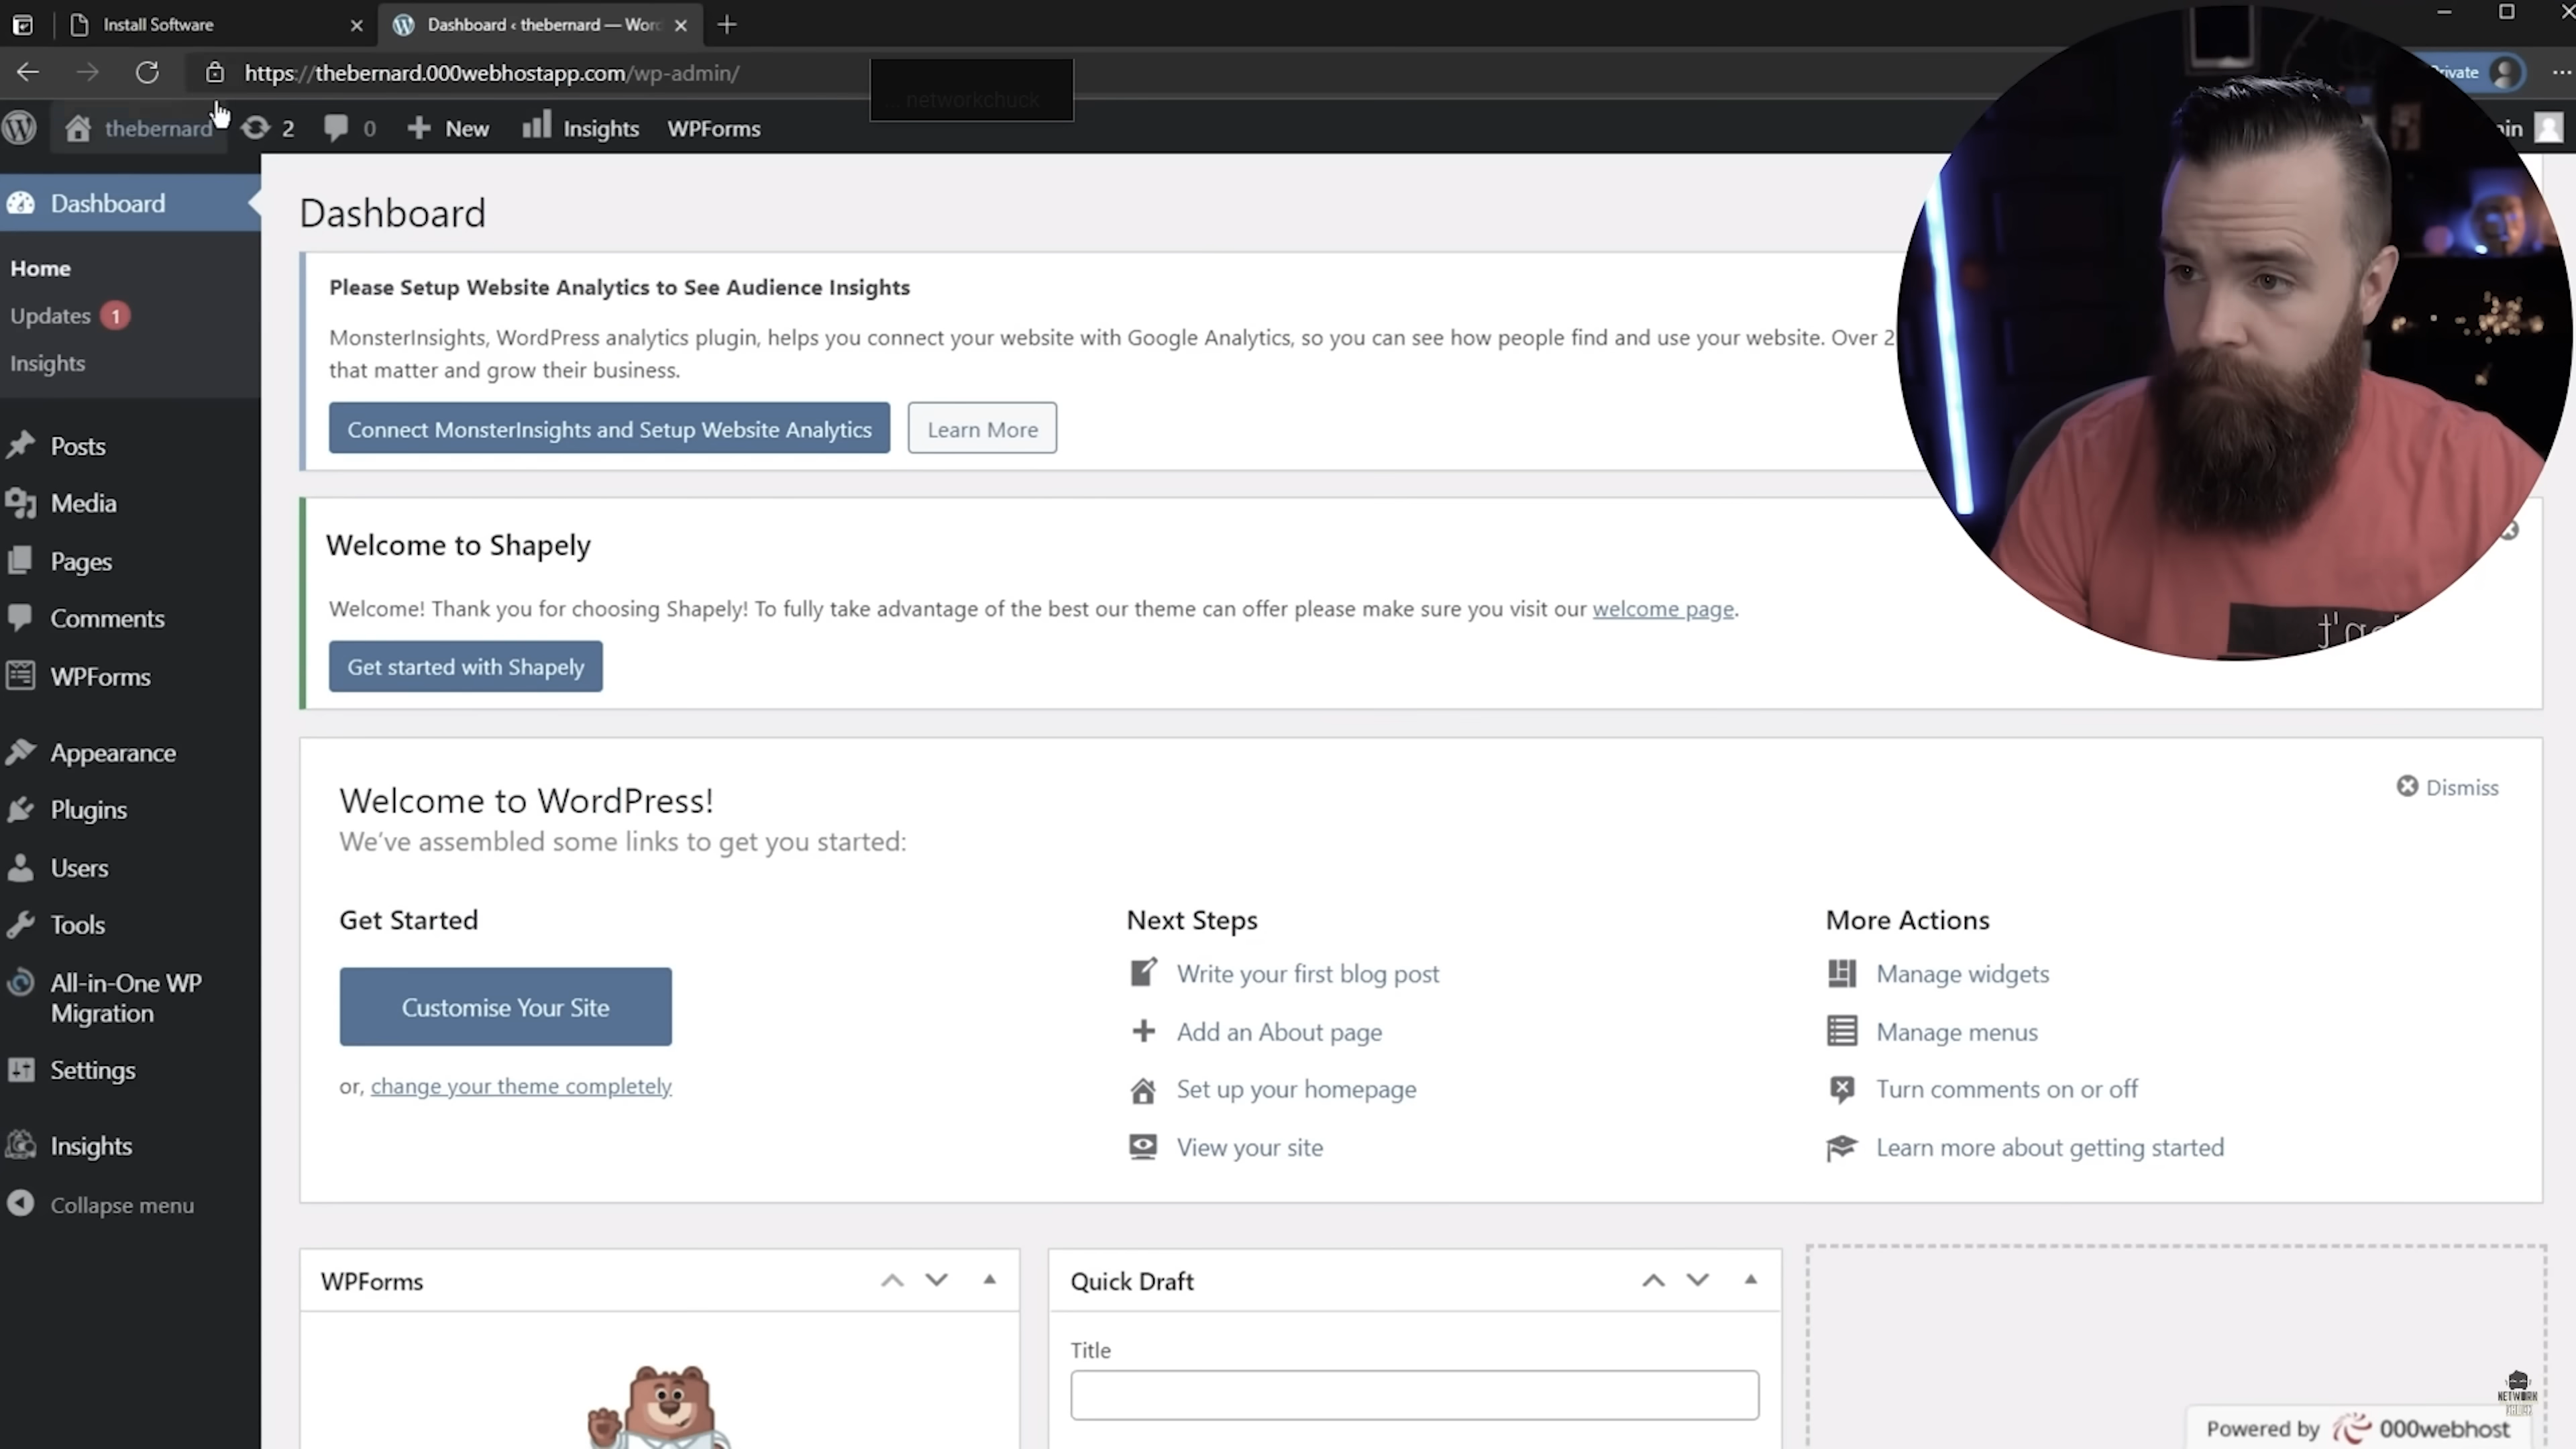 Install Software
Dashboard ‹ thebernard — Wor
https://thebernard.000webhostapp.com/wp-admin/
Private
... networkchuck
thebernard 2 0 New Insights WPForms
Dashboard
Home
Updates 1
Insights
Posts
Media
Pages
Comments
WPForms
Appearance
Plugins
Users
Tools
All-in-One WP
Migration
Settings
Insights
Collapse menu
Dashboard
Please Setup Website Analytics to See Audience Insights
MonsterInsights, WordPress analytics plugin, helps you connect your website with Google Analytics, so you can see how people find and use your website. Over 2
that matter and grow their business.
Connect MonsterInsights and Setup Website Analytics Learn More
Welcome to Shapely
Welcome! Thank you for choosing Shapely! To fully take advantage of the best our theme can offer please make sure you visit our welcome page.
Get started with Shapely
Welcome to WordPress!
Dismiss
We've assembled some links to get you started:
Get Started
Customise Your Site
or, change your theme completely
Next Steps
Write your first blog post
Add an About page
Set up your homepage
View your site
More Actions
Manage widgets
Manage menus
Turn comments on or off
Learn more about getting started
WPForms
Quick Draft
Title
NETWORK
CHUCK
Powered by 000webhost